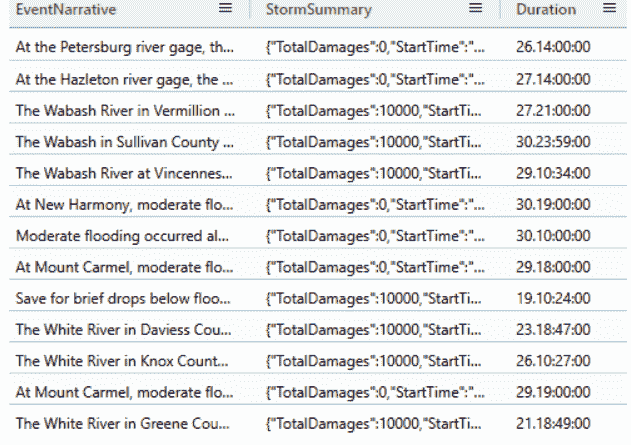 EventNarrative StormSummary Duration
At the Petersburg river gage, th... {"TotalDamages":0,"StartTime":"... 26.14:00:00
At the Hazleton river gage, the ... {"TotalDamages":0,"StartTime":"... 27.14:00:00
The Wabash River in Vermillion ... {"TotalDamages":10000,"StartTi... 27.21:00:00
The Wabash in Sullivan County ... {"TotalDamages":10000,"StartTi... 30.23:59:00
The Wabash River at Vincennes... {"TotalDamages":10000,"StartTi... 29.10:34:00
At New Harmony, moderate flo... {"TotalDamages":0,"StartTime":"... 30.19:00:00
Moderate flooding occurred al... {"TotalDamages":0,"StartTime":"... 30.10:00:00
At Mount Carmel, moderate flo... {"TotalDamages":0,"StartTime":"... 29.18:00:00
Save for brief drops below floo... {"TotalDamages":10000,"StartTi... 19.10:24:00
The White River in Daviess Cou... {"TotalDamages":10000,"StartTi... 23.18:47:00
The White River in Knox Count... {"TotalDamages":10000,"StartTi... 26.10:27:00
At Mount Carmel, moderate flo... {"TotalDamages":0,"StartTime":"... 29.19:00:00
The White River in Greene Cou... {"TotalDamages":10000,"StartTi... 21.18:49:00